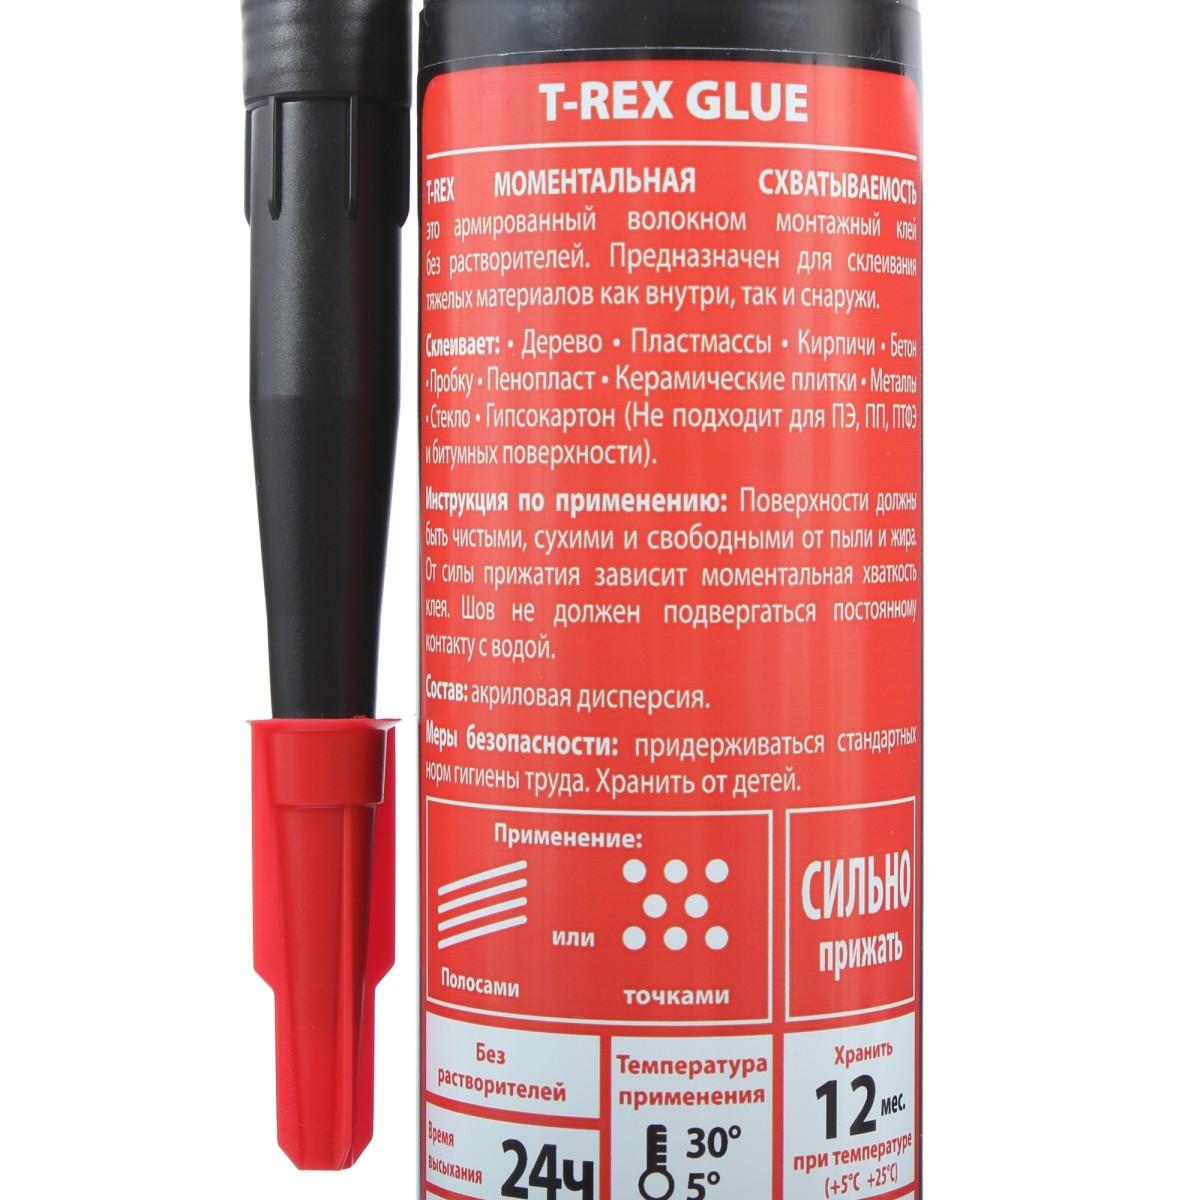 T-REX GLUE
T-REX МОМЕНТАЛЬНАЯ СХВАТЫВАЕМОСТЬ
это армированный волокном монтажный клей
без растворителей. Предназначен для склеивания
тяжелых материалов как внутри, так и снаружи.
Склеивает: • Дерево • Пластмассы • Кирпичи • Бетон
• Пробку • Пенопласт • Керамические плитки • Металлы
• Стекло • Гипсокартон (Не подходит для ПЭ, ПП, ПТФЭ
и битумных поверхности).
Инструкция по применению: Поверхности должны
быть чистыми, сухими и свободными от пыли и жира.
От силы прижатия зависит моментальная хваткость
клея. Шов не должен подвергаться постоянному
контакту с водой.
Состав: акриловая дисперсия.
Меры безопасности: придерживаться стандартных
норм гигиены труда. Хранить от детей.
Применение:
Полосами
или
точками
СИЛЬНО
прижать
Без
растворителей
Время
высыхания
24ч
Температура
применения
30°
5°
Хранить
12 мес.
при температуре
(+5°C +25°C)